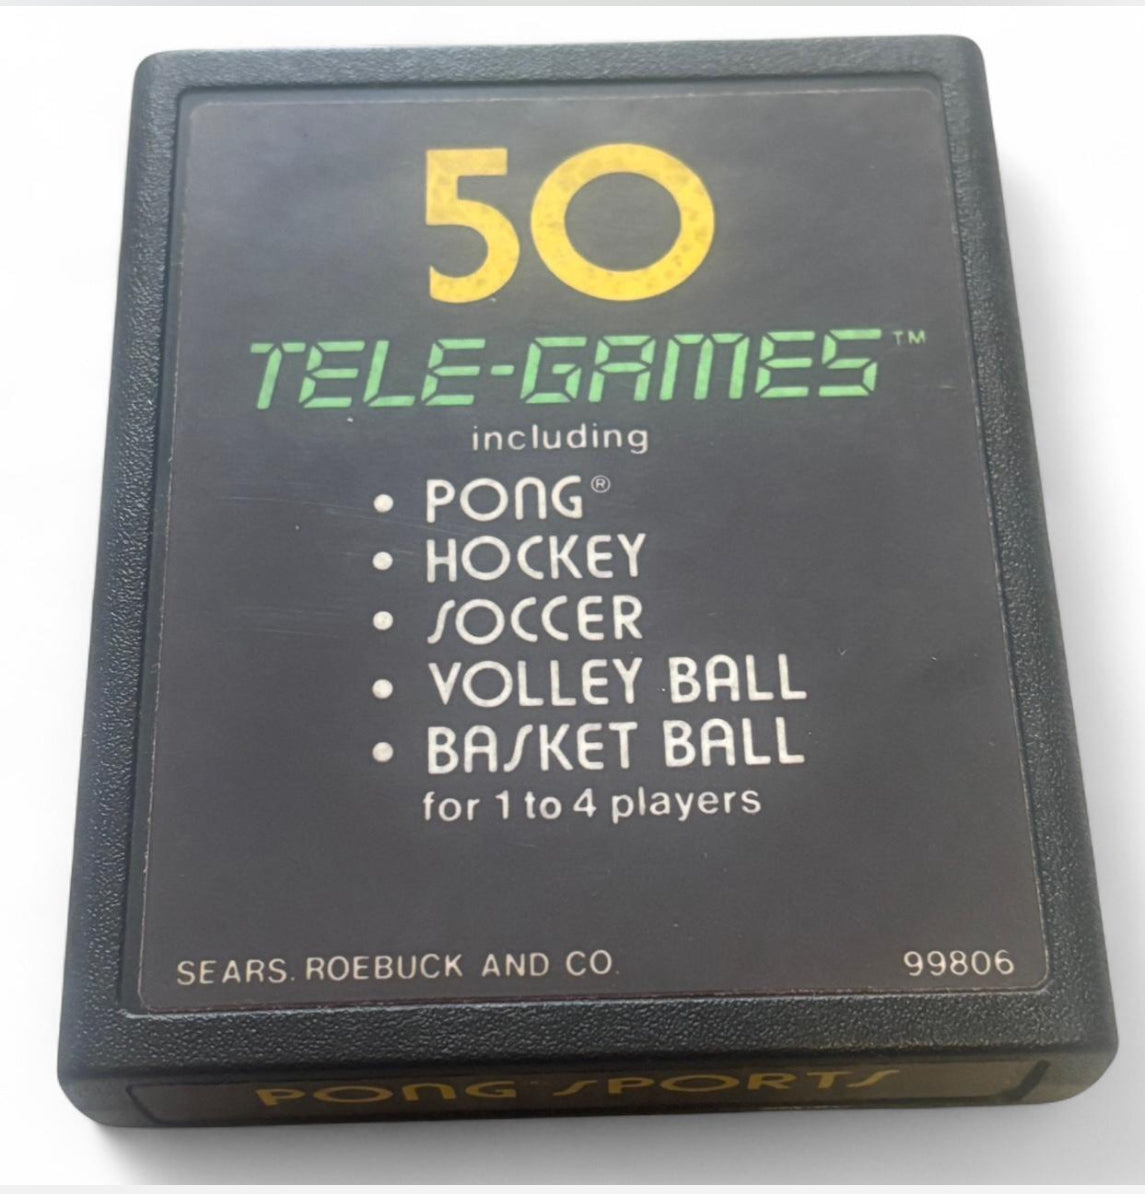 50
TELE-GAMES™
including
• PONG®
• HOCKEY
• SOCCER
• VOLLEY BALL
• BASKET BALL
for 1 to 4 players
SEARS. ROEBUCK AND CO. 99806
PONG SPORTS